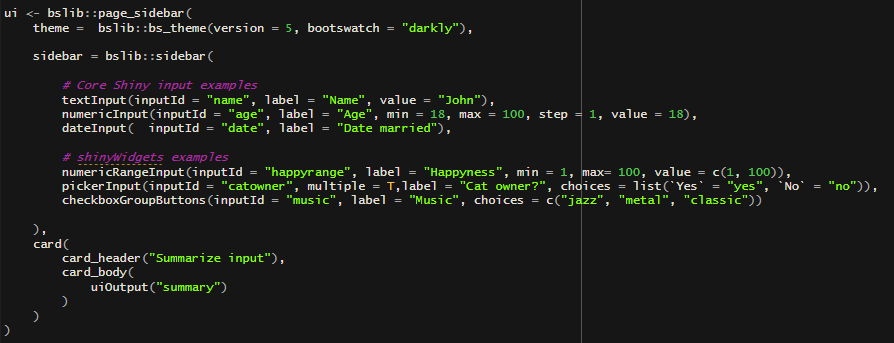 ui <- bslib::page_sidebar(
    theme =  bslib::bs_theme(version = 5, bootswatch = "darkly"),

    sidebar = bslib::sidebar(

        # Core Shiny input examples
        textInput(inputId = "name", label = "Name", value = "John"),
        numericInput(inputId = "age", label = "Age", min = 18, max = 100, step = 1, value = 18),
        dateInput(  inputId = "date", label = "Date married"),

        # shinyWidgets examples
        numericRangeInput(inputId = "happyrange", label = "Happyness", min = 1, max= 100, value = c(1, 100)),
        pickerInput(inputId = "catowner", multiple = T,label = "Cat owner?", choices = list(`Yes` = "yes", `No` = "no")),
        checkboxGroupButtons(inputId = "music", label = "Music", choices = c("jazz", "metal", "classic"))

    ),
    card(
        card_header("Summarize input"),
        card_body(
            uiOutput("summary")
        )
    )
)